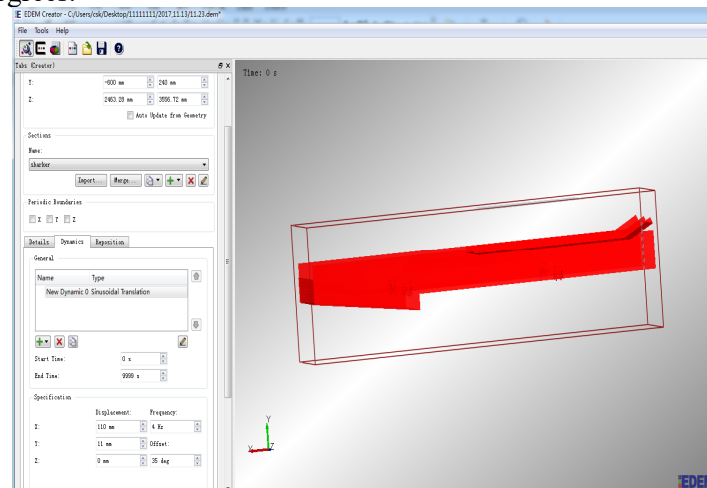 EDEM Creator - C:/Users/csk/Desktop/11111111/2017,11.13/11.23.dem*
File Tools Help
Tabs (Creator)
Time: 0 s
Y: -600 mm 240 mm
Z: 2463.28 mm 3556.72 mm
Auto Update from Geometry
Sections
Name:
sharker
Import... Merge...
Periodic Boundaries
X Y Z
Details Dynamics Reposition
General
Name Type
New Dynamic 0 Sinusoidal Translation
Start Time: 0 s
End Time: 9999 s
Specification
Displacement: Frequency:
X: 110 mm 4 Hz
Y: 11 mm Offset:
Z: 0 mm 35 deg
Y
X Z
EDEM